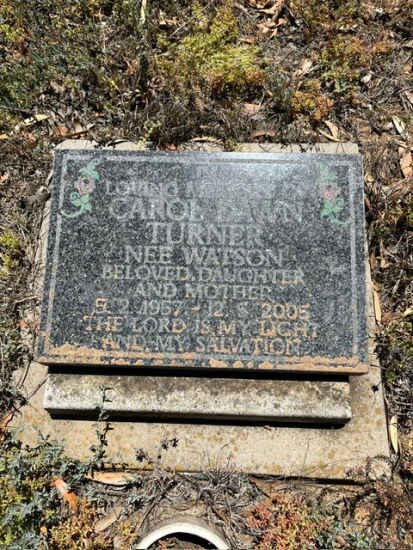 LOVING MEMORY OF
CAROL DAWN
TURNER
NEE WATSON
BELOVED DAUGHTER
AND MOTHER
5. 2. 1957 - 12. 8. 2005
THE LORD IS MY LIGHT
AND MY SALVATION